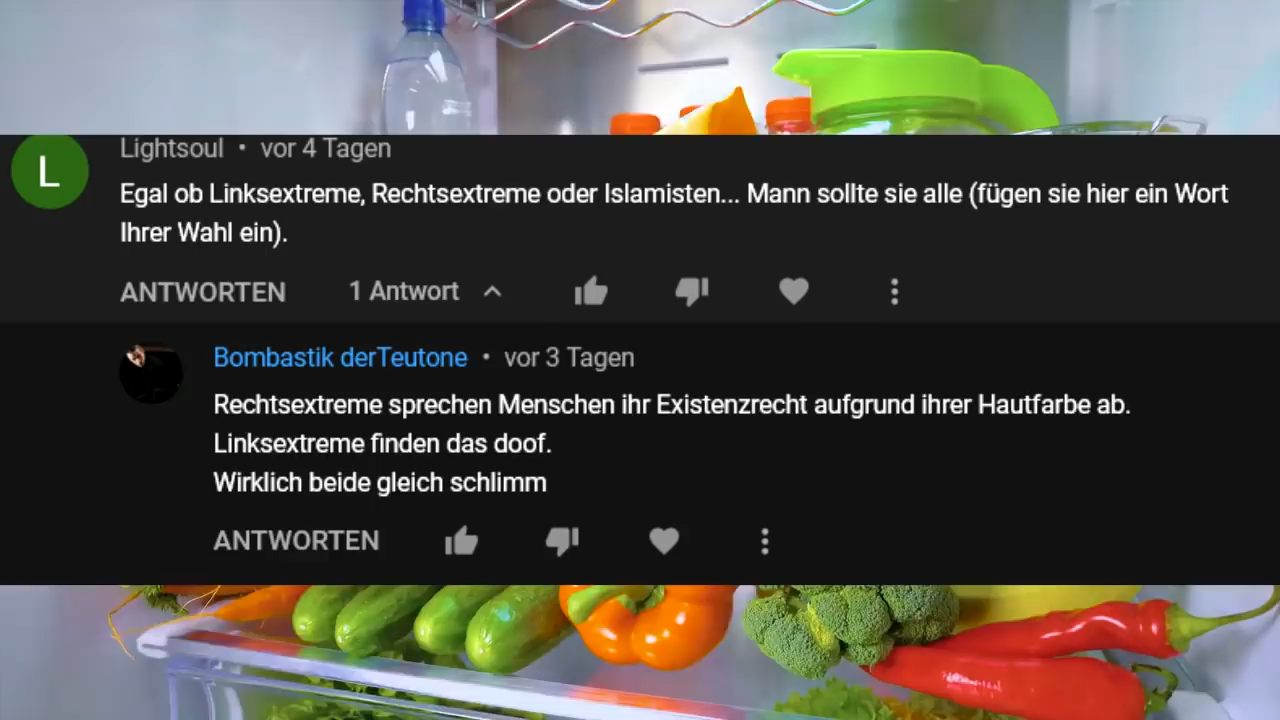 L
Lightsoul • vor 4 Tagen
Egal ob Linksextreme, Rechtsextreme oder Islamisten... Mann sollte sie alle (fügen sie hier ein Wort
Ihrer Wahl ein).
ANTWORTEN 1 Antwort
Bombastik derTeutone • vor 3 Tagen
Rechtsextreme sprechen Menschen ihr Existenzrecht aufgrund ihrer Hautfarbe ab.
Linksextreme finden das doof.
Wirklich beide gleich schlimm
ANTWORTEN